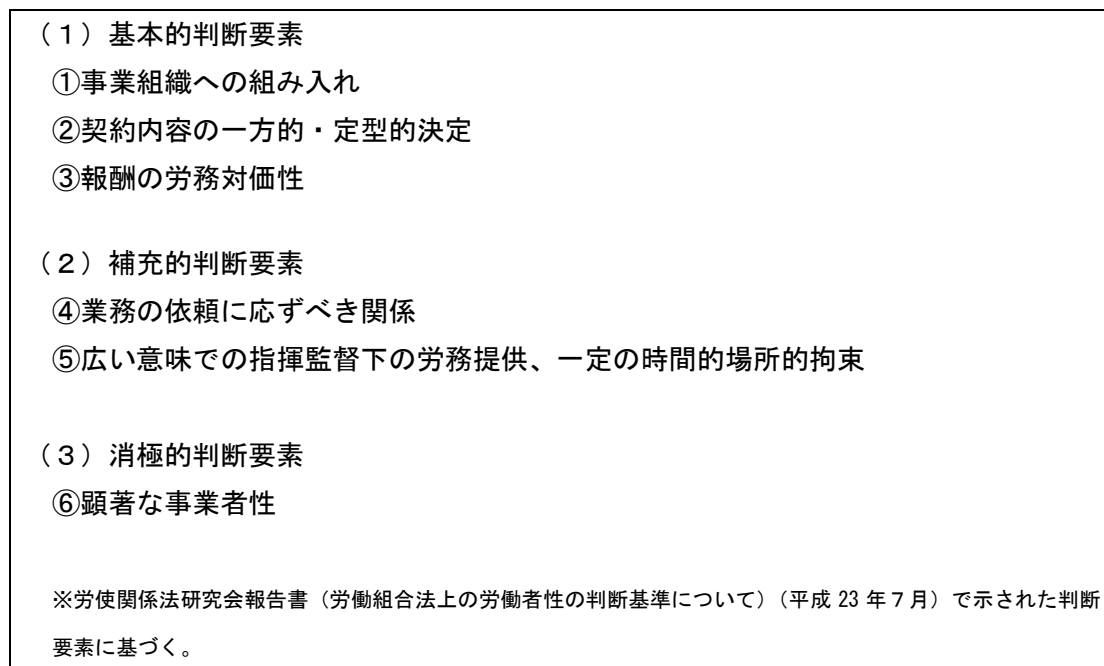 （１）基本的判断要素
①事業組織への組み入れ
②契約内容の一方的・定型的決定
③報酬の労務対価性
（２）補充的判断要素
④業務の依頼に応ずべき関係
⑤広い意味での指揮監督下の労務提供、一定の時間的場所的拘束
（３）消極的判断要素
⑥顕著な事業者性
※労使関係法研究会報告書（労働組合法上の労働者性の判断基準について）（平成 23 年７月）で示された判断
要素に基づく。